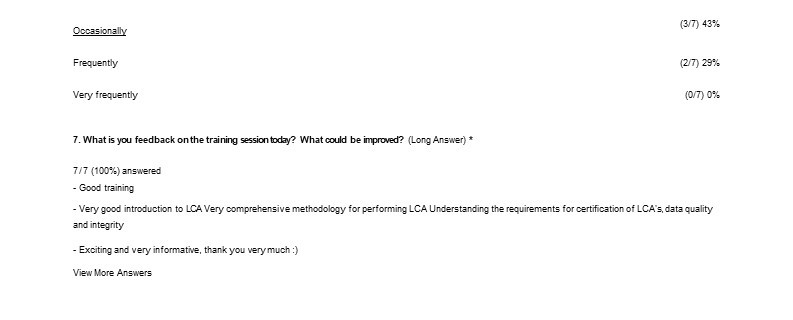 Occasionally (3/7) 43%
Frequently (2/7) 29%
Very frequently (0/7) 0%
7. What is you feedback on the training session today? What could be improved? (Long Answer) *
7/7 (100%) answered
- Good training
- Very good introduction to LCA Very comprehensive methodology for performing LCA Understanding the requirements for certification of LCA's, data quality
and integrity
- Exciting and very informative, thank you very much :)
View More Answers